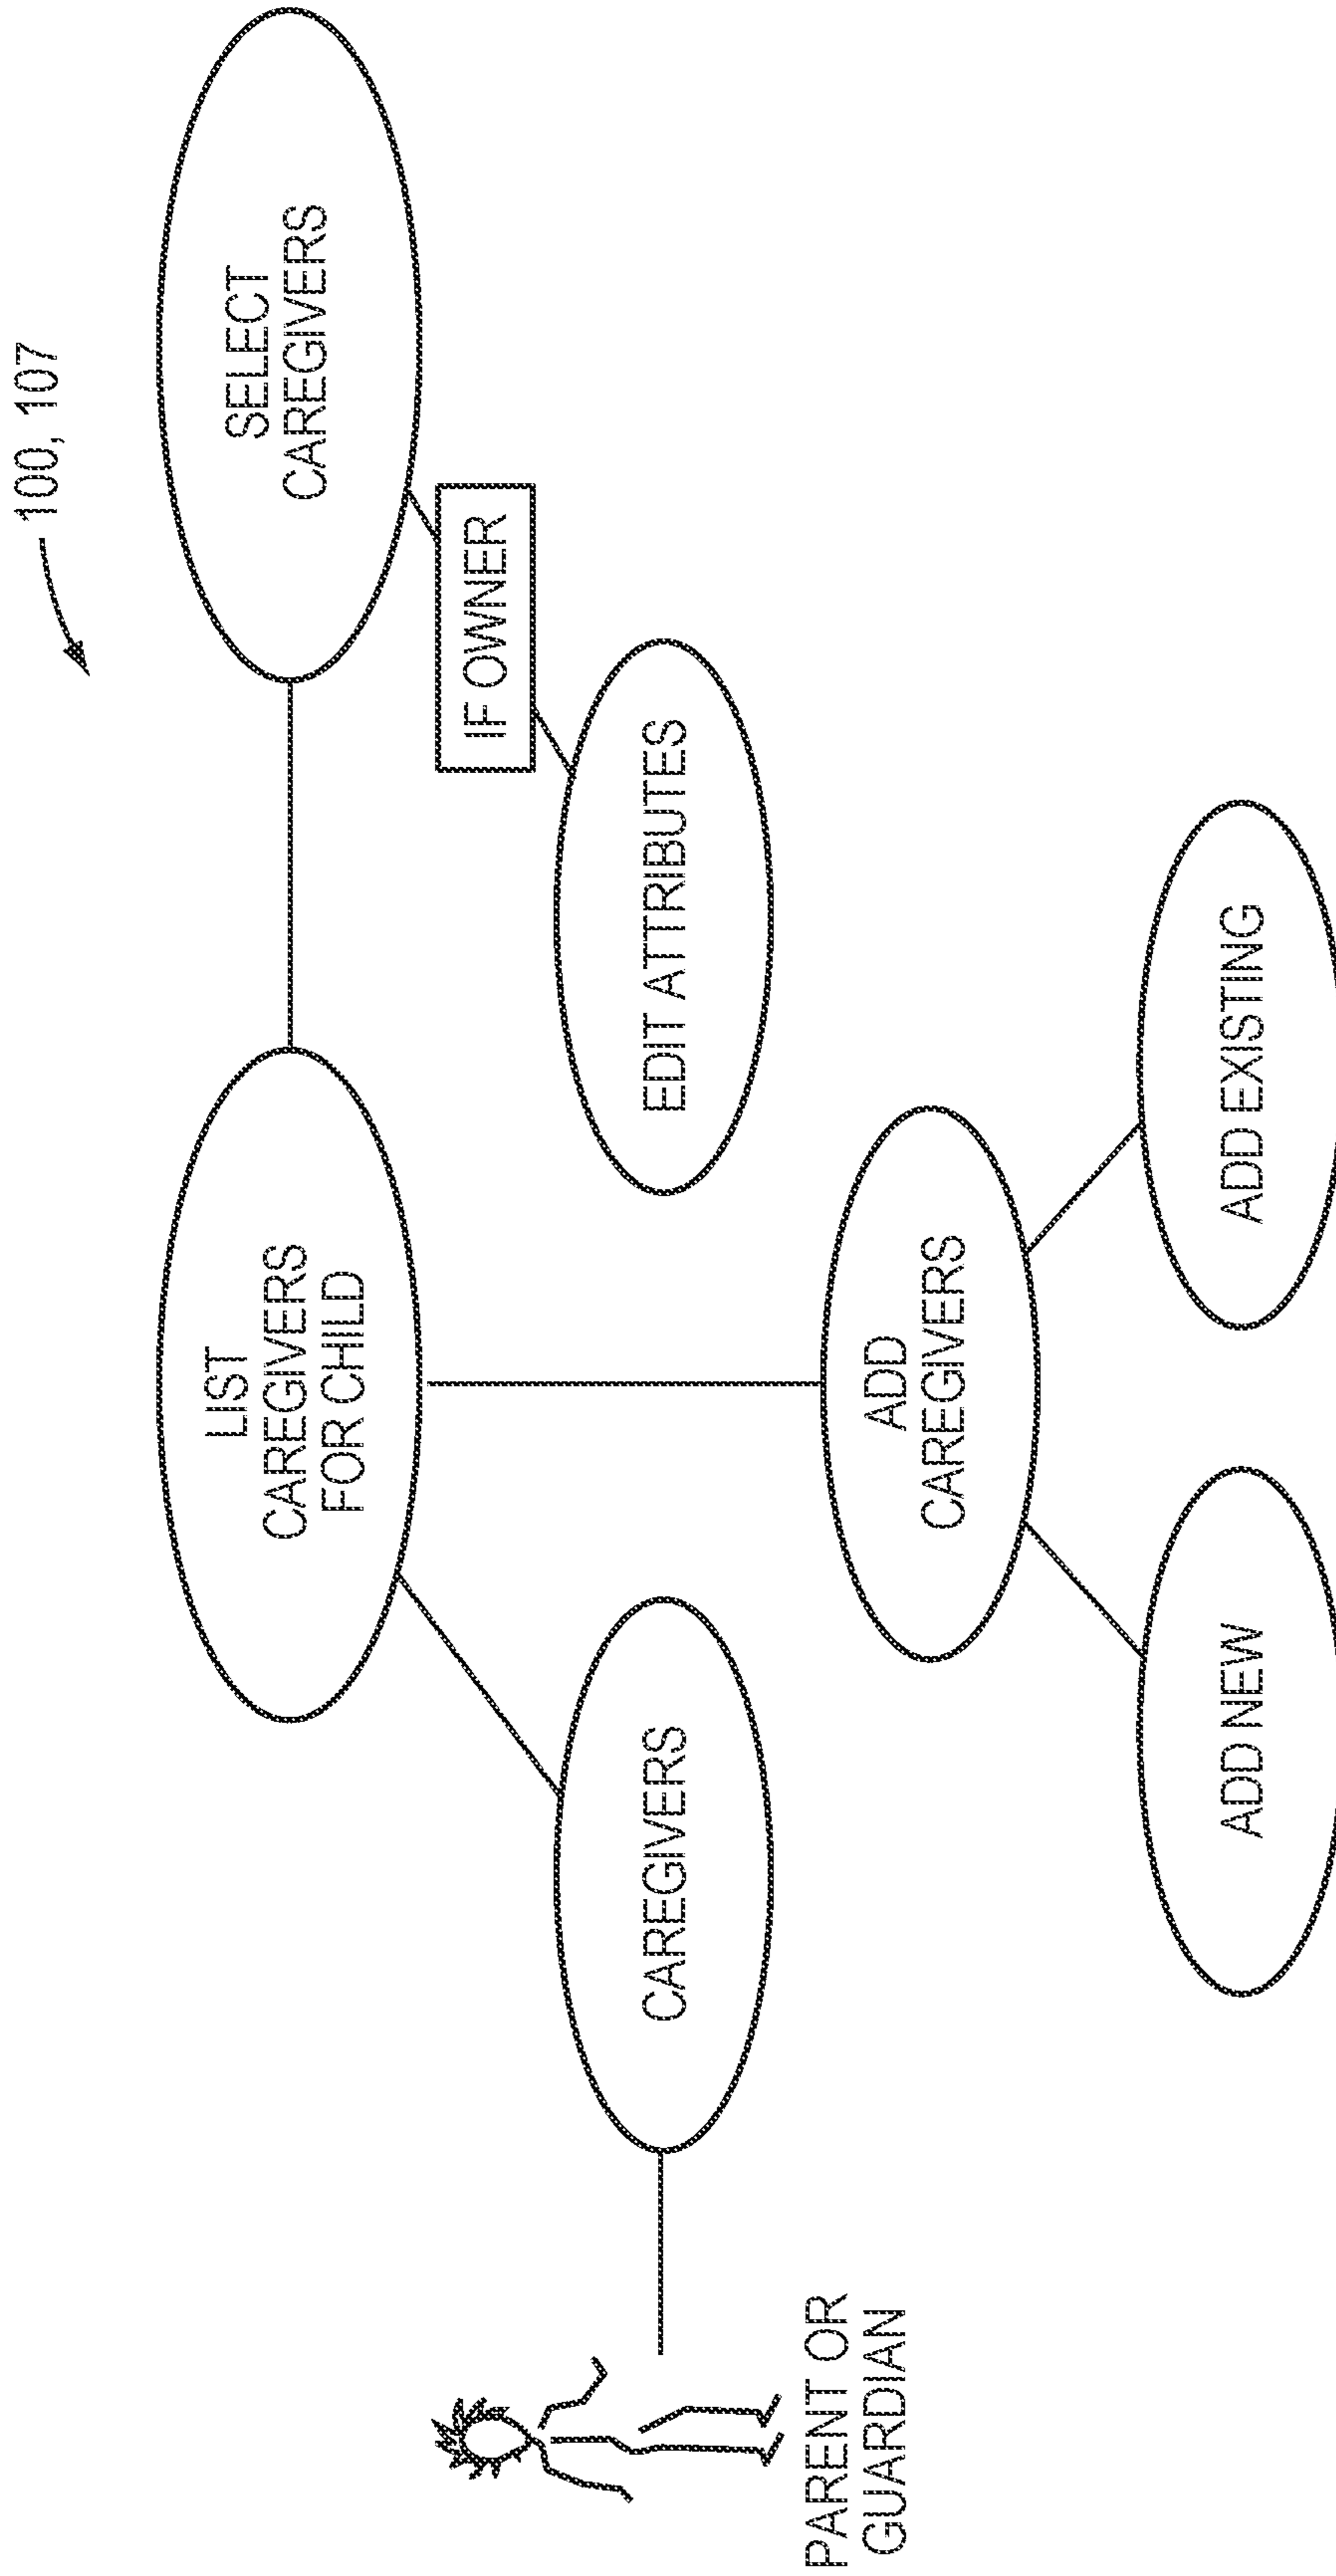 100, 107
LIST
CAREGIVERS
FOR CHILD
SELECT
CAREGIVERS
IF OWNER
PARENT OR
GUARDIAN
CAREGIVERS
EDIT ATTRIBUTES
ADD
CAREGIVERS
ADD NEW
ADD EXISTING